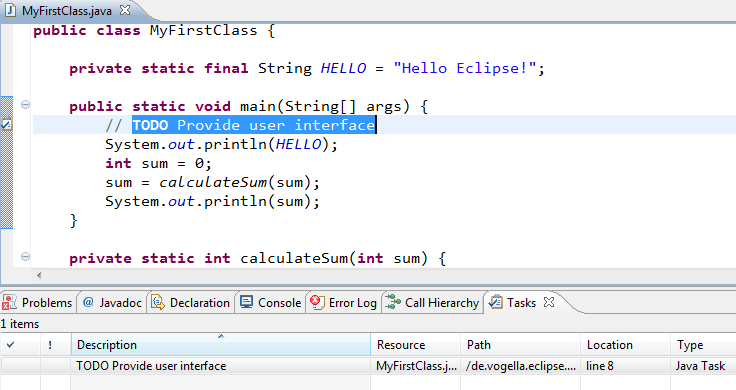 MyFirstClass.java
public class MyFirstClass {
private static final String HELLO = "Hello Eclipse!";
public static void main(String[] args) {
// TODO Provide user interface
System.out.println(HELLO);
int sum = 0;
sum = calculateSum(sum);
System.out.println(sum);
}
private static int calculateSum(int sum) {
Problems @ Javadoc Declaration Console Error Log Call Hierarchy Tasks
1 items
! Description Resource Path Location Type
TODO Provide user interface MyFirstClass.j... /de.vogella.eclipse.... line 8 Java Task